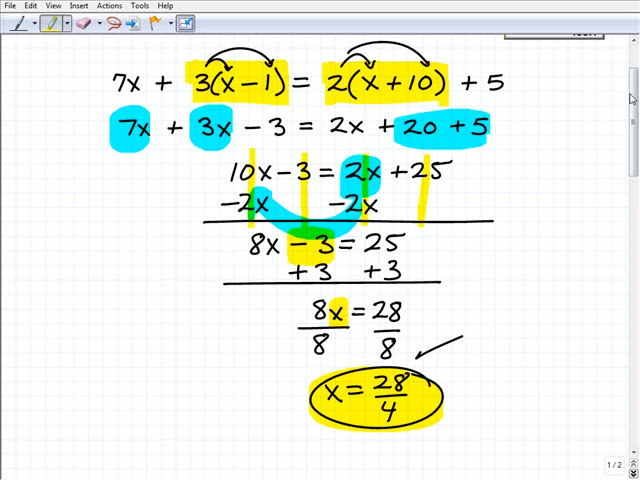 File Edit View Insert Actions Tools Help
7x + 3(x − 1) = 2(x + 10) + 5
7x + 3x − 3 = 2x + 20 + 5
10x − 3 = 2x + 25
−2x −2x
8x − 3 = 25
+3 +3
8x = 28
8 8
x = 28/4
1 / 2